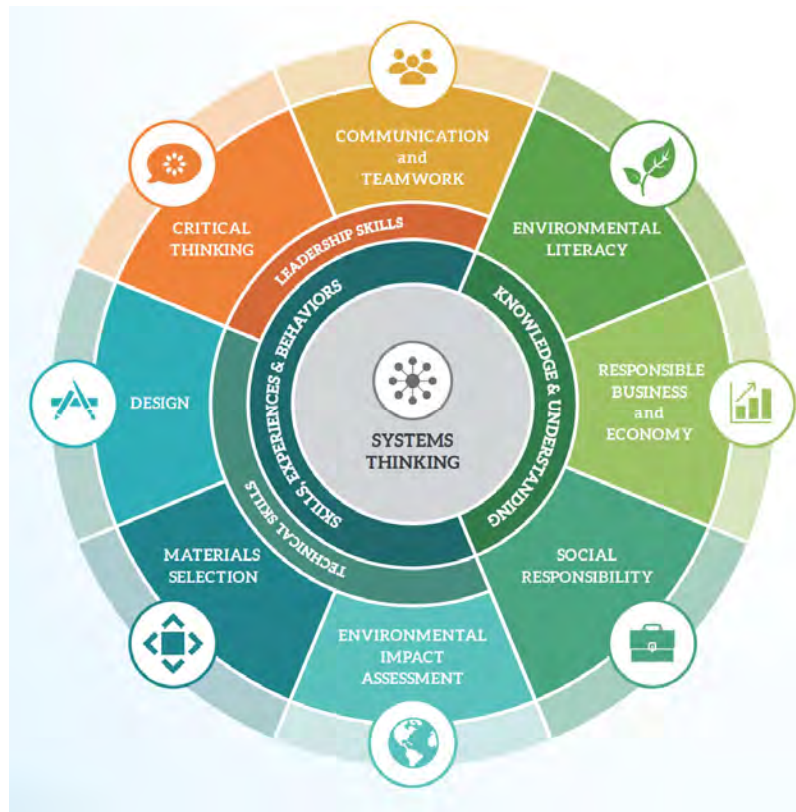 COMMUNICATION
and
TEAMWORK
ENVIRONMENTAL
LITERACY
RESPONSIBLE
BUSINESS
and
ECONOMY
SOCIAL
RESPONSIBILITY
ENVIRONMENTAL
IMPACT
ASSESSMENT
MATERIALS
SELECTION
DESIGN
CRITICAL
THINKING
LEADERSHIP SKILLS
TECHNICAL SKILLS
SKILLS, EXPERIENCES & BEHAVIORS
KNOWLEDGE & UNDERSTANDING
SYSTEMS
THINKING